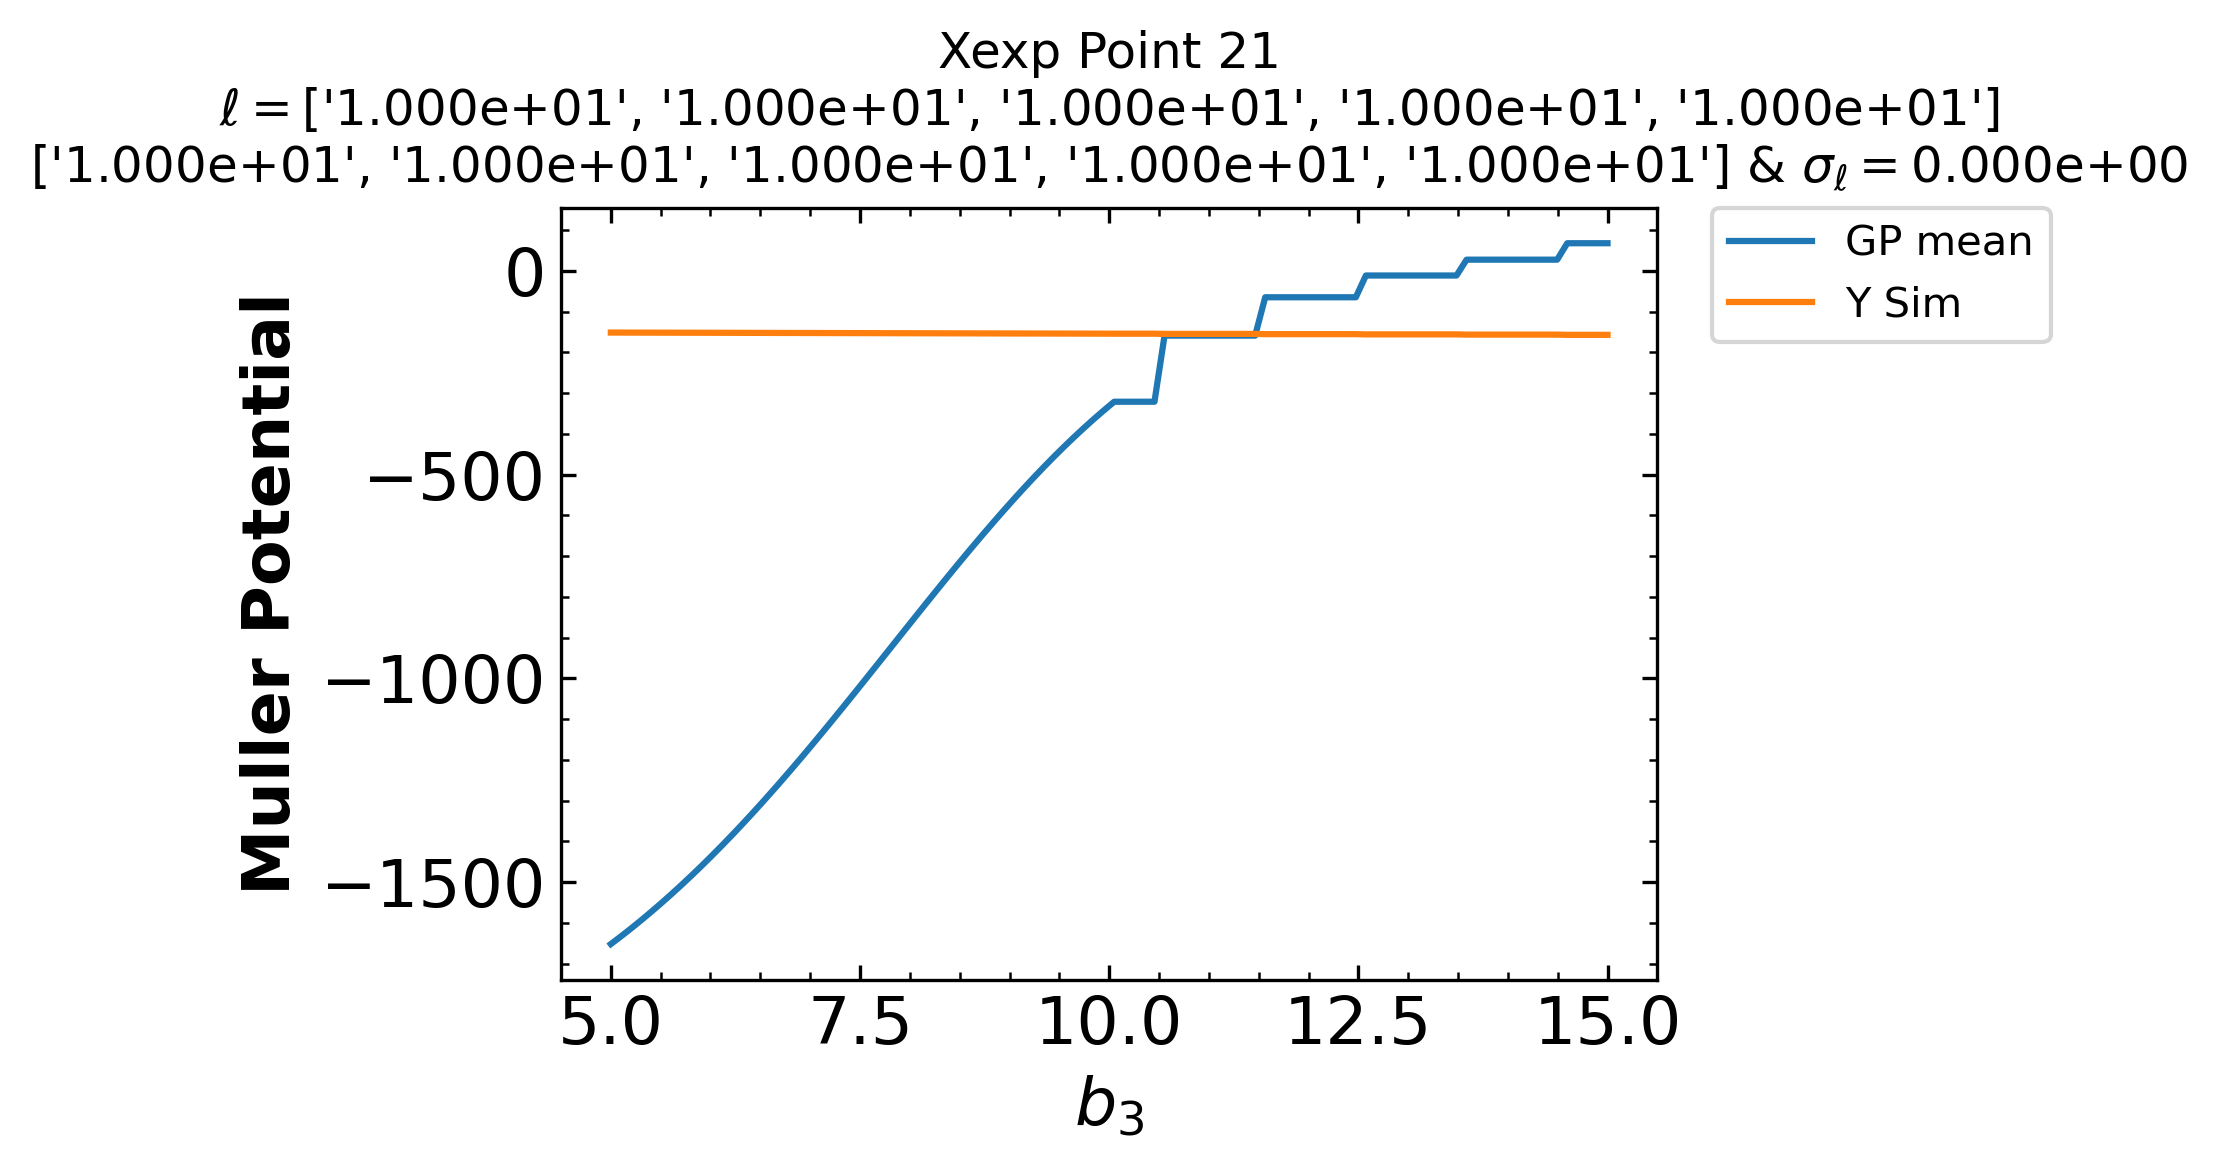 Xexp Point 21
ℓ = ['1.000e+01', '1.000e+01', '1.000e+01', '1.000e+01', '1.000e+01']
['1.000e+01', '1.000e+01', '1.000e+01', '1.000e+01', '1.000e+01'] & σ_ℓ = 0.000e+00
GP mean
Y Sim
Muller Potential
0
−500
−1000
−1500
5.0 7.5 10.0 12.5 15.0
b₃